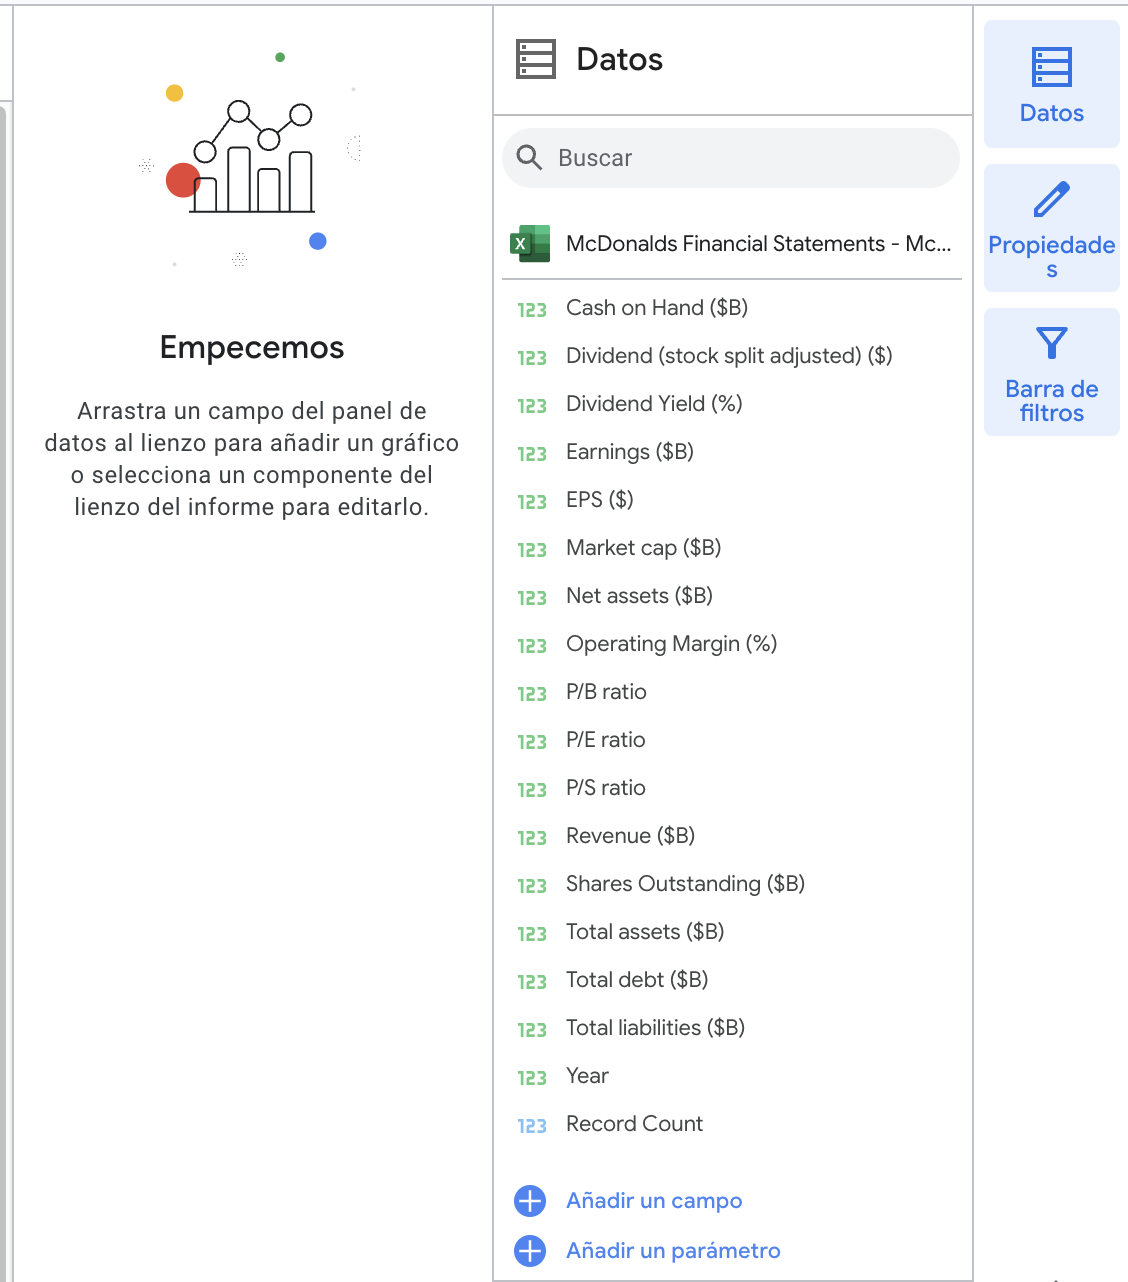 Empecemos
Arrastra un campo del panel de
datos al lienzo para añadir un gráfico
o selecciona un componente del
lienzo del informe para editarlo.
Datos
Buscar
X
McDonalds Financial Statements - Mc...
123 Cash on Hand ($B)
123 Dividend (stock split adjusted) ($)
123 Dividend Yield (%)
123 Earnings ($B)
123 EPS ($)
123 Market cap ($B)
123 Net assets ($B)
123 Operating Margin (%)
123 P/B ratio
123 P/E ratio
123 P/S ratio
123 Revenue ($B)
123 Shares Outstanding ($B)
123 Total assets ($B)
123 Total debt ($B)
123 Total liabilities ($B)
123 Year
123 Record Count
Añadir un campo
Añadir un parámetro
Datos
Propiedade
s
Barra de
filtros